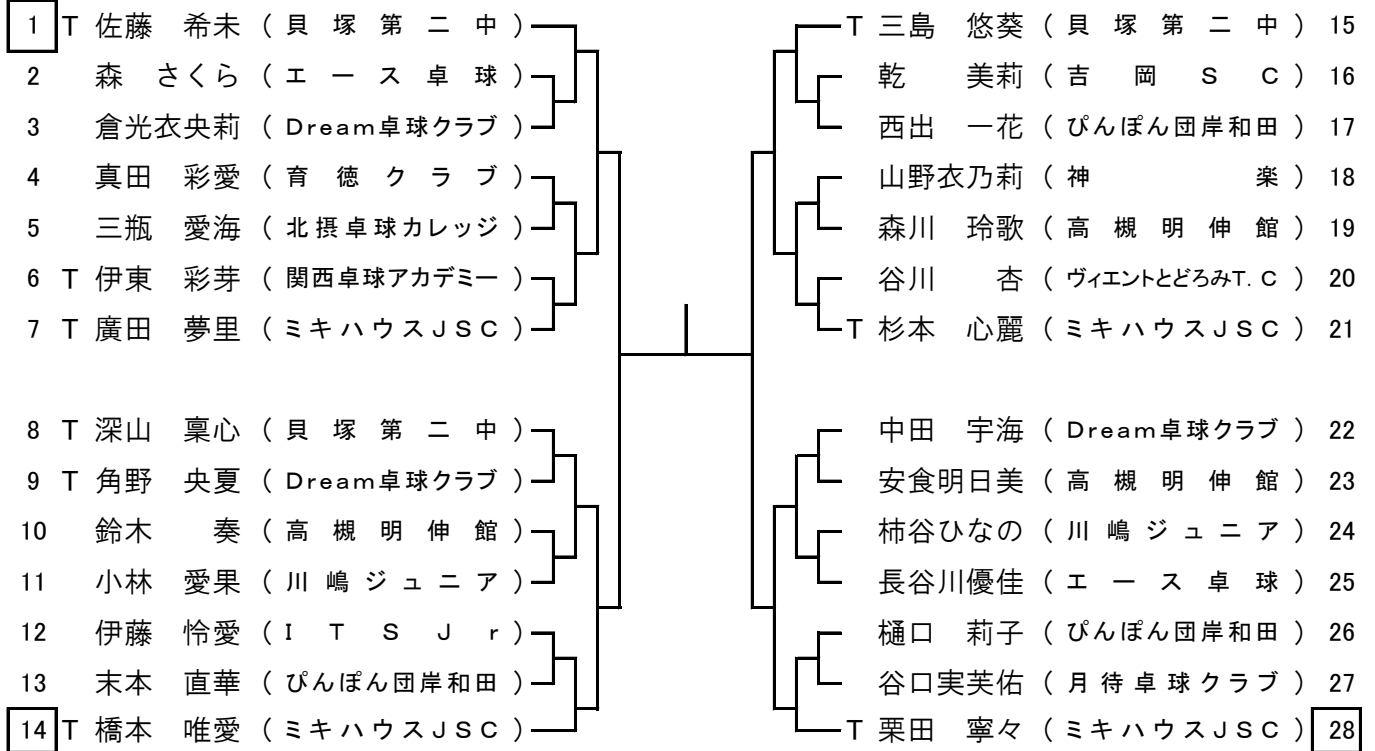 1 T 佐藤 希未 ( 貝塚第二中 )
2 森 さくら ( エース卓球 )
3 倉光衣央莉 ( Dream卓球クラブ )
4 真田 彩愛 ( 育徳クラブ )
5 三瓶 愛海 ( 北摂卓球カレッジ )
6 T 伊東 彩芽 ( 関西卓球アカデミー )
7 T 廣田 夢里 ( ミキハウスJSC )
8 T 深山 稟心 ( 貝塚第二中 )
9 T 角野 央夏 ( Dream卓球クラブ )
10 鈴木 奏 ( 高槻明伸館 )
11 小林 愛果 ( 川嶋ジュニア )
12 伊藤 怜愛 ( ITSJr )
13 末本 直華 ( ぴんぽん団岸和田 )
14 T 橋本 唯愛 ( ミキハウスJSC )
T 三島 悠葵 ( 貝塚第二中 ) 15
乾 美莉 ( 吉岡SC ) 16
西出 一花 ( ぴんぽん団岸和田 ) 17
山野衣乃莉 ( 神楽 ) 18
森川 玲歌 ( 高槻明伸館 ) 19
谷川 杏 ( ヴィエントとどろみT.C ) 20
T 杉本 心麗 ( ミキハウスJSC ) 21
中田 宇海 ( Dream卓球クラブ ) 22
安食明日美 ( 高槻明伸館 ) 23
柿谷ひなの ( 川嶋ジュニア ) 24
長谷川優佳 ( エース卓球 ) 25
樋口 莉子 ( ぴんぽん団岸和田 ) 26
谷口実芙佑 ( 月待卓球クラブ ) 27
T 栗田 寧々 ( ミキハウスJSC ) 28